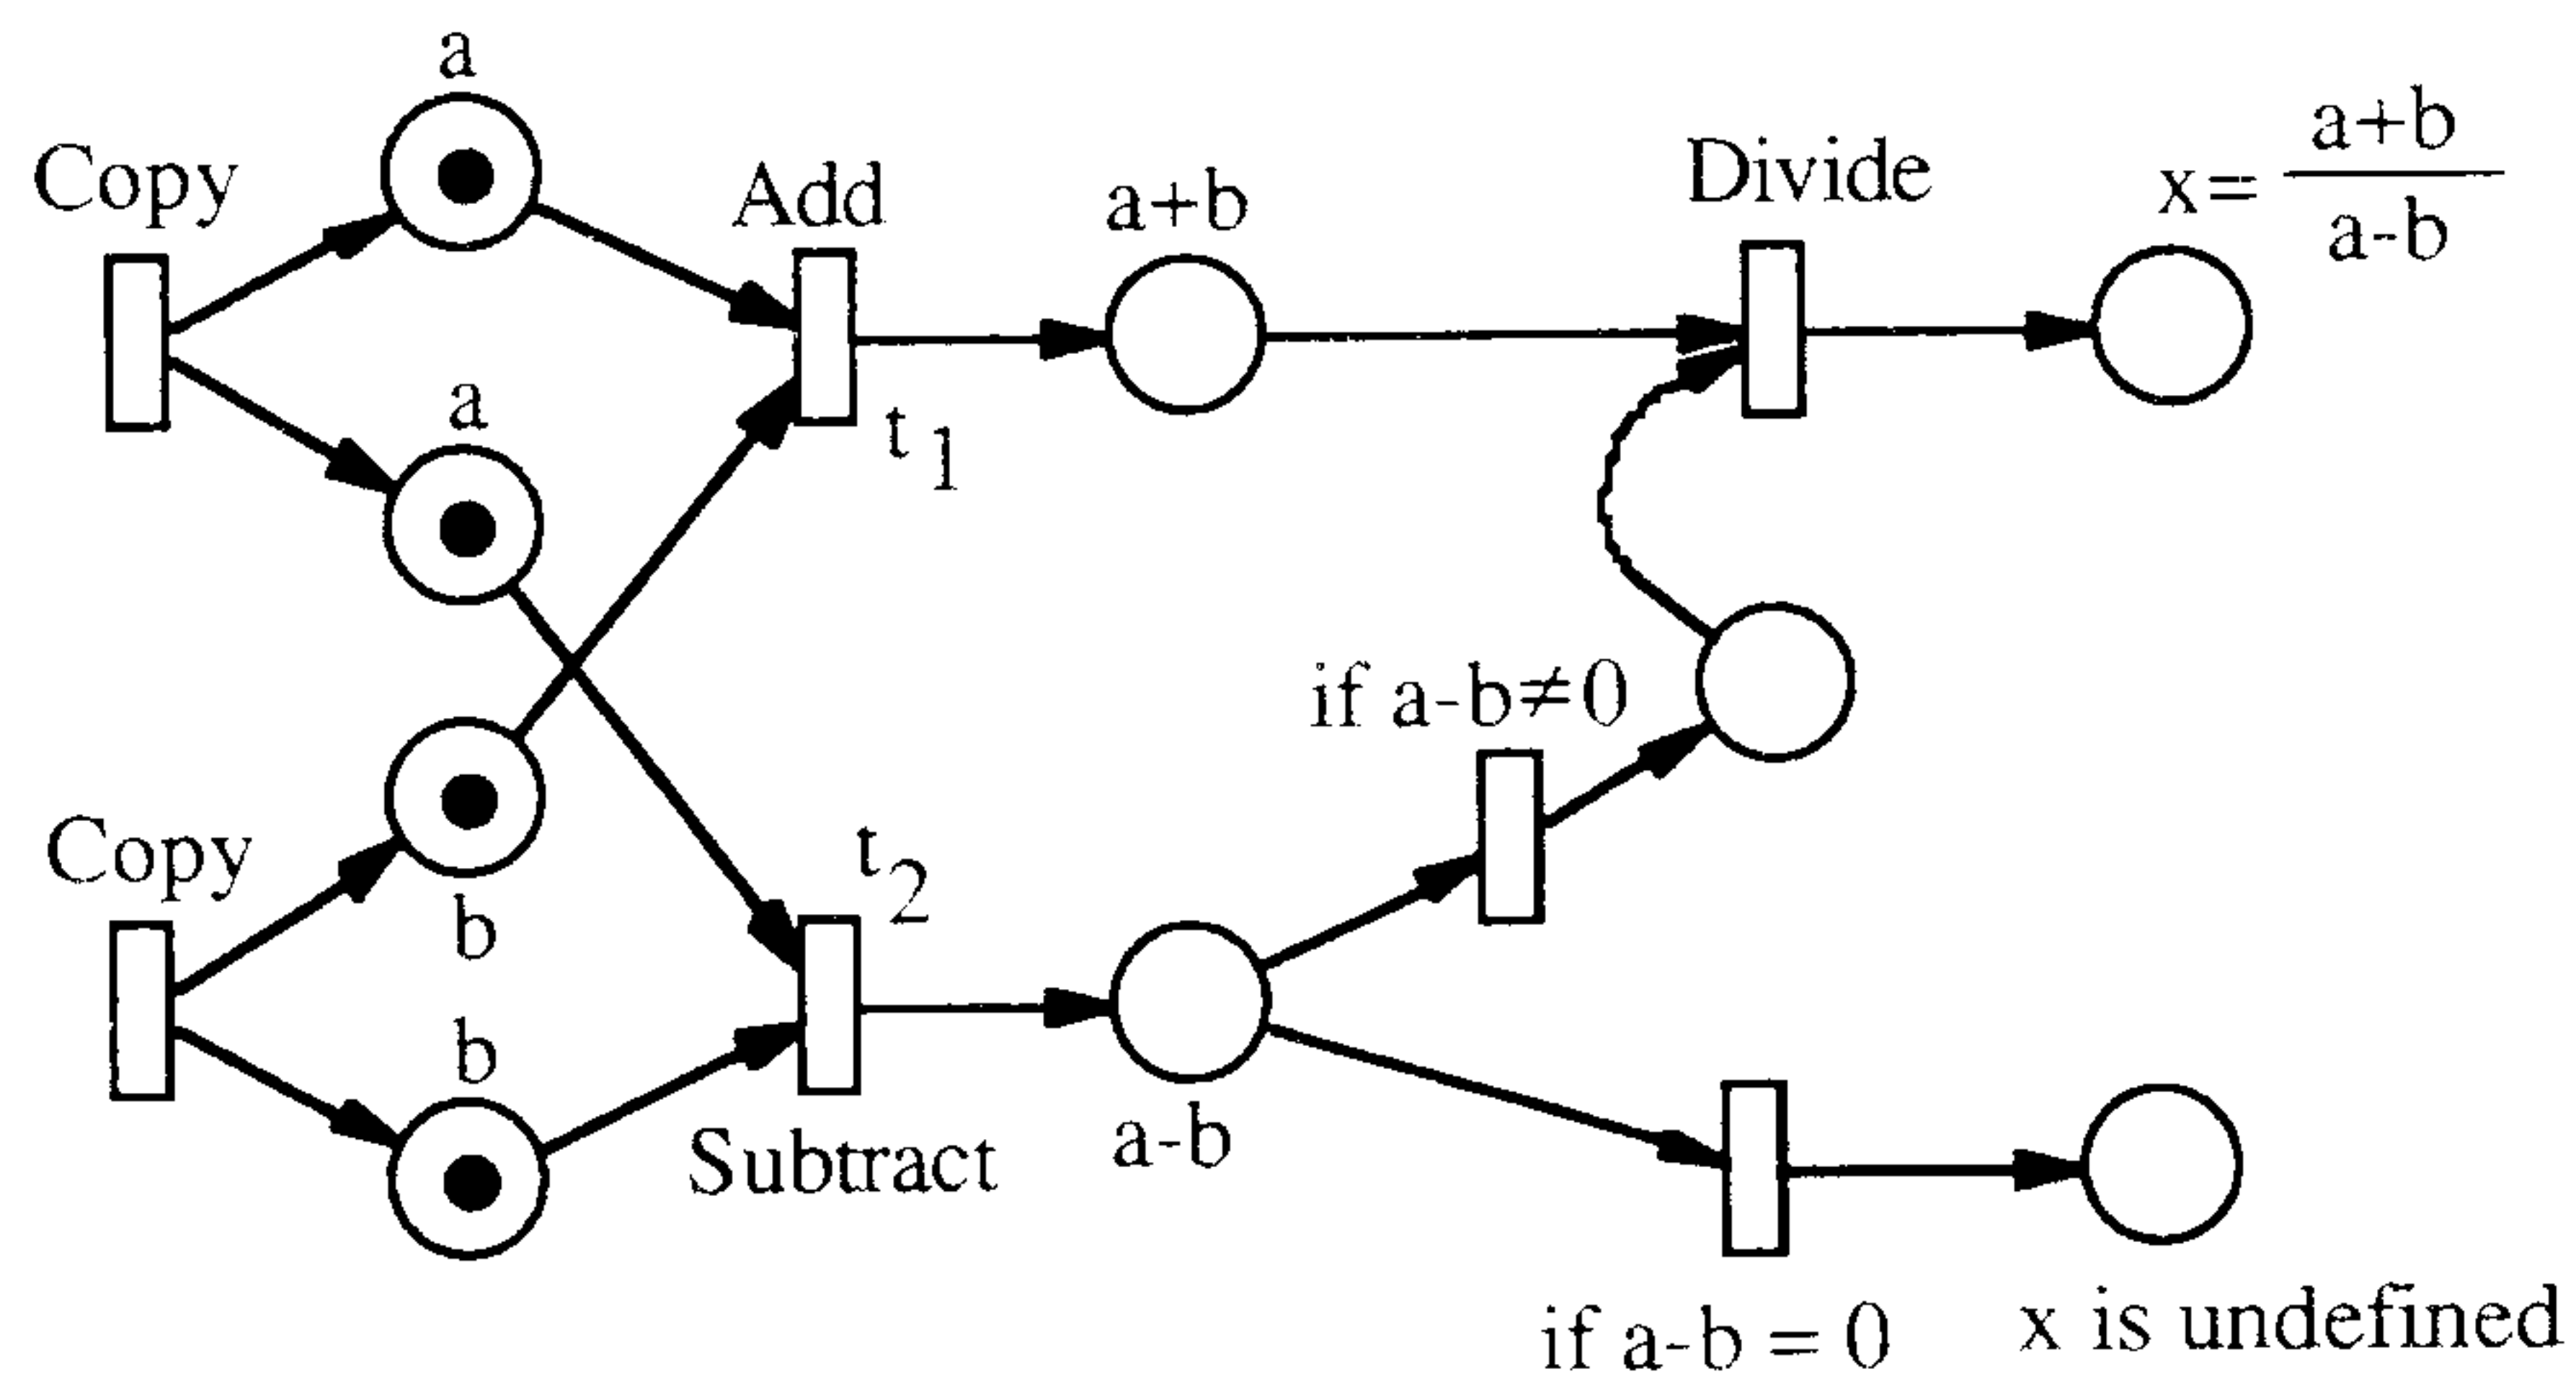 a
Copy
Add
a+b
Divide
x= a+b
a-b
a
t1
if a-b≠0
Copy
b
t2
b
Subtract
a-b
if a-b = 0
x is undefined